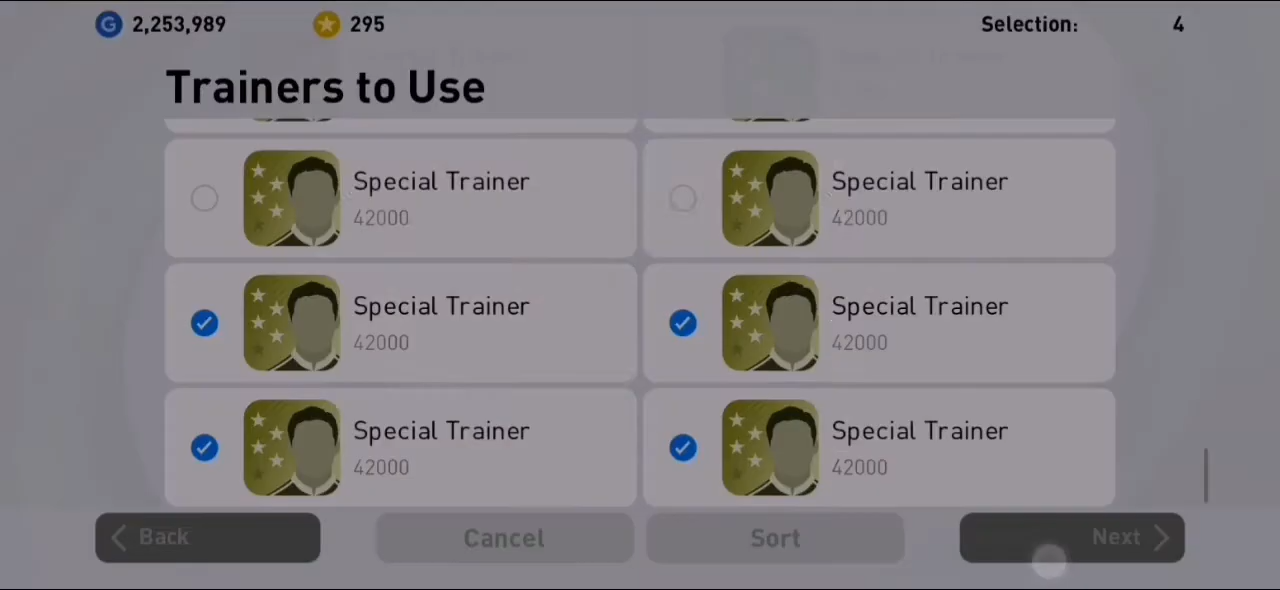 G 2,253,989 295 Selection: 4
Trainers to Use
Special Trainer Special Trainer
42000 42000
Special Trainer Special Trainer
42000 42000
Special Trainer Special Trainer
42000 42000
Back Cancel Sort Next